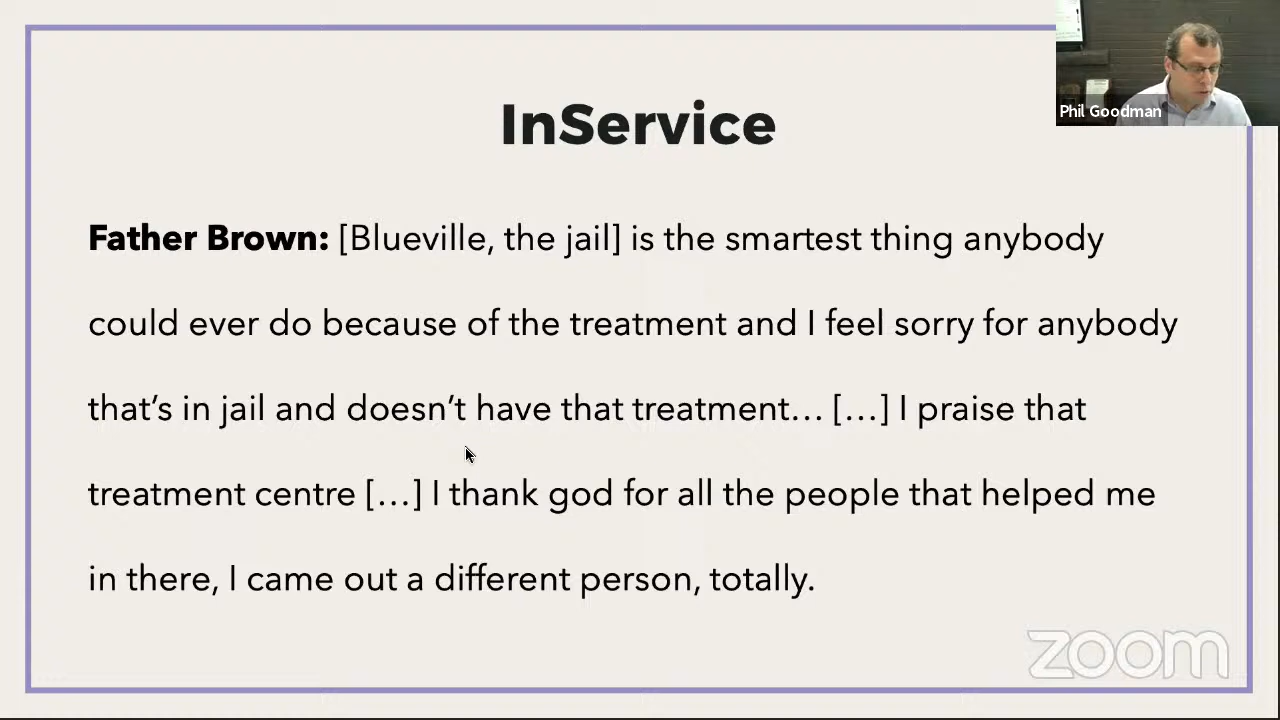 InService
Phil Goodman
Father Brown: [Blueville, the jail] is the smartest thing anybody
could ever do because of the treatment and I feel sorry for anybody
that’s in jail and doesn’t have that treatment… […] I praise that
treatment centre […] I thank god for all the people that helped me
in there, I came out a different person, totally.
zoom